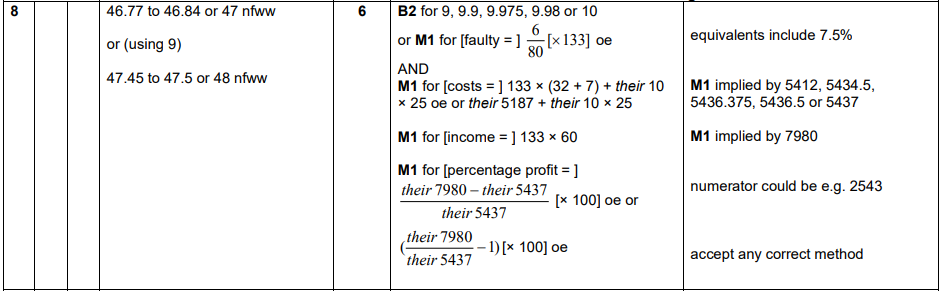 8
46.77 to 46.84 or 47 nfww
or (using 9)
47.45 to 47.5 or 48 nfww
6
B2 for 9, 9.9, 9.975, 9.98 or 10
or M1 for [faulty = ] 6/80 [× 133] oe
AND
M1 for [costs = ] 133 × (32 + 7) + their 10
× 25 oe or their 5187 + their 10 × 25
M1 for [income = ] 133 × 60
M1 for [percentage profit = ]
their 7980 – their 5437
their 5437
[× 100] oe or
(their 7980/their 5437 – 1) [× 100] oe
equivalents include 7.5%
M1 implied by 5412, 5434.5,
5436.375, 5436.5 or 5437
M1 implied by 7980
numerator could be e.g. 2543
accept any correct method